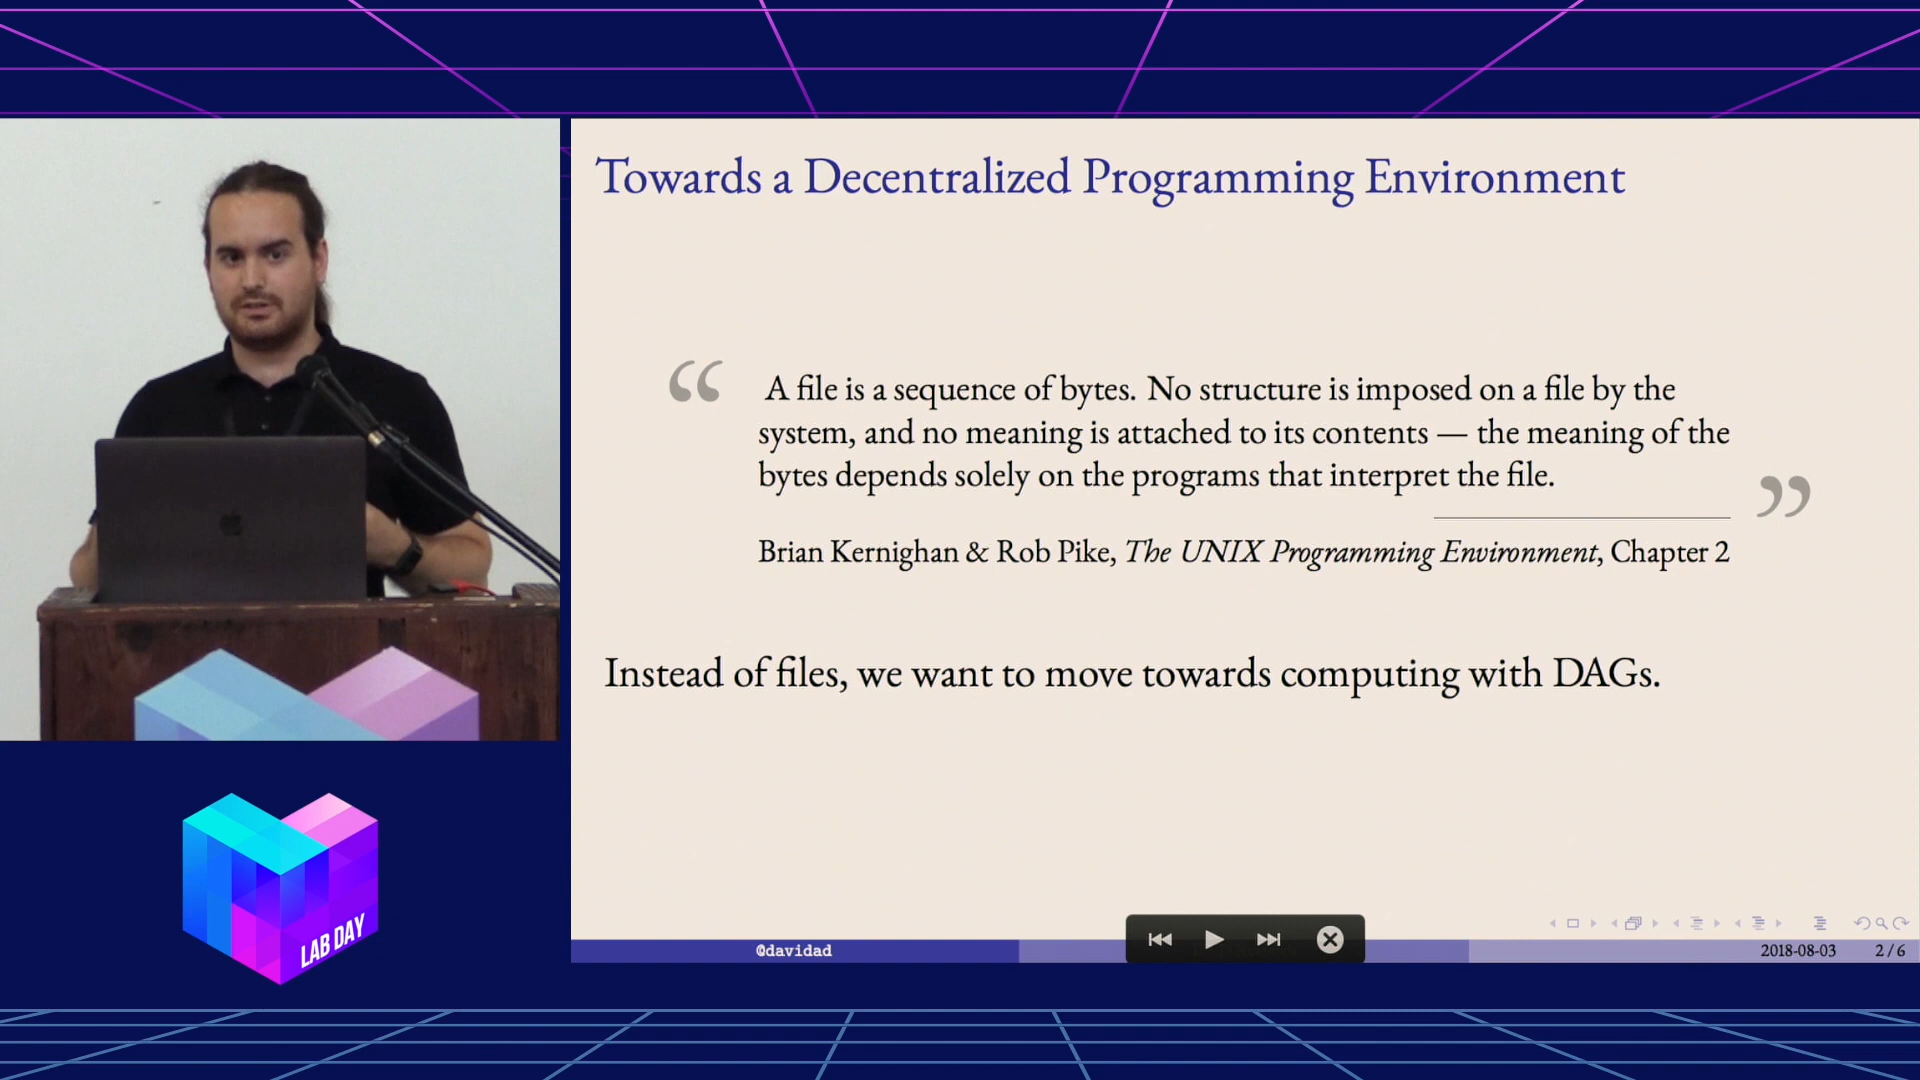 Towards a Decentralized Programming Environment
“ A file is a sequence of bytes. No structure is imposed on a file by the
system, and no meaning is attached to its contents — the meaning of the
bytes depends solely on the programs that interpret the file. ”
Brian Kernighan & Rob Pike, The UNIX Programming Environment, Chapter 2
Instead of files, we want to move towards computing with DAGs.
@davidad
2018-08-03 2 / 6
LAB DAY